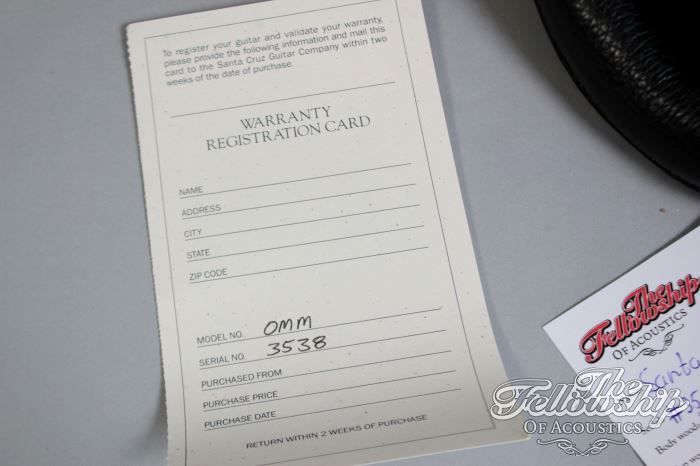 To register your guitar and validate your warranty,
please provide the following information and mail this
card to the Santa Cruz Guitar Company within two
weeks of the date of purchase.
WARRANTY
REGISTRATION CARD
NAME
ADDRESS
CITY
STATE
ZIP CODE
MODEL NO. OMM
SERIAL NO. 3538
PURCHASED FROM
PURCHASE PRICE
PURCHASE DATE
RETURN WITHIN 2 WEEKS OF PURCHASE
The
Fellowship
OF ACOUSTICS
Santa
Body wood
The
Fellowship
OF ACOUSTICS